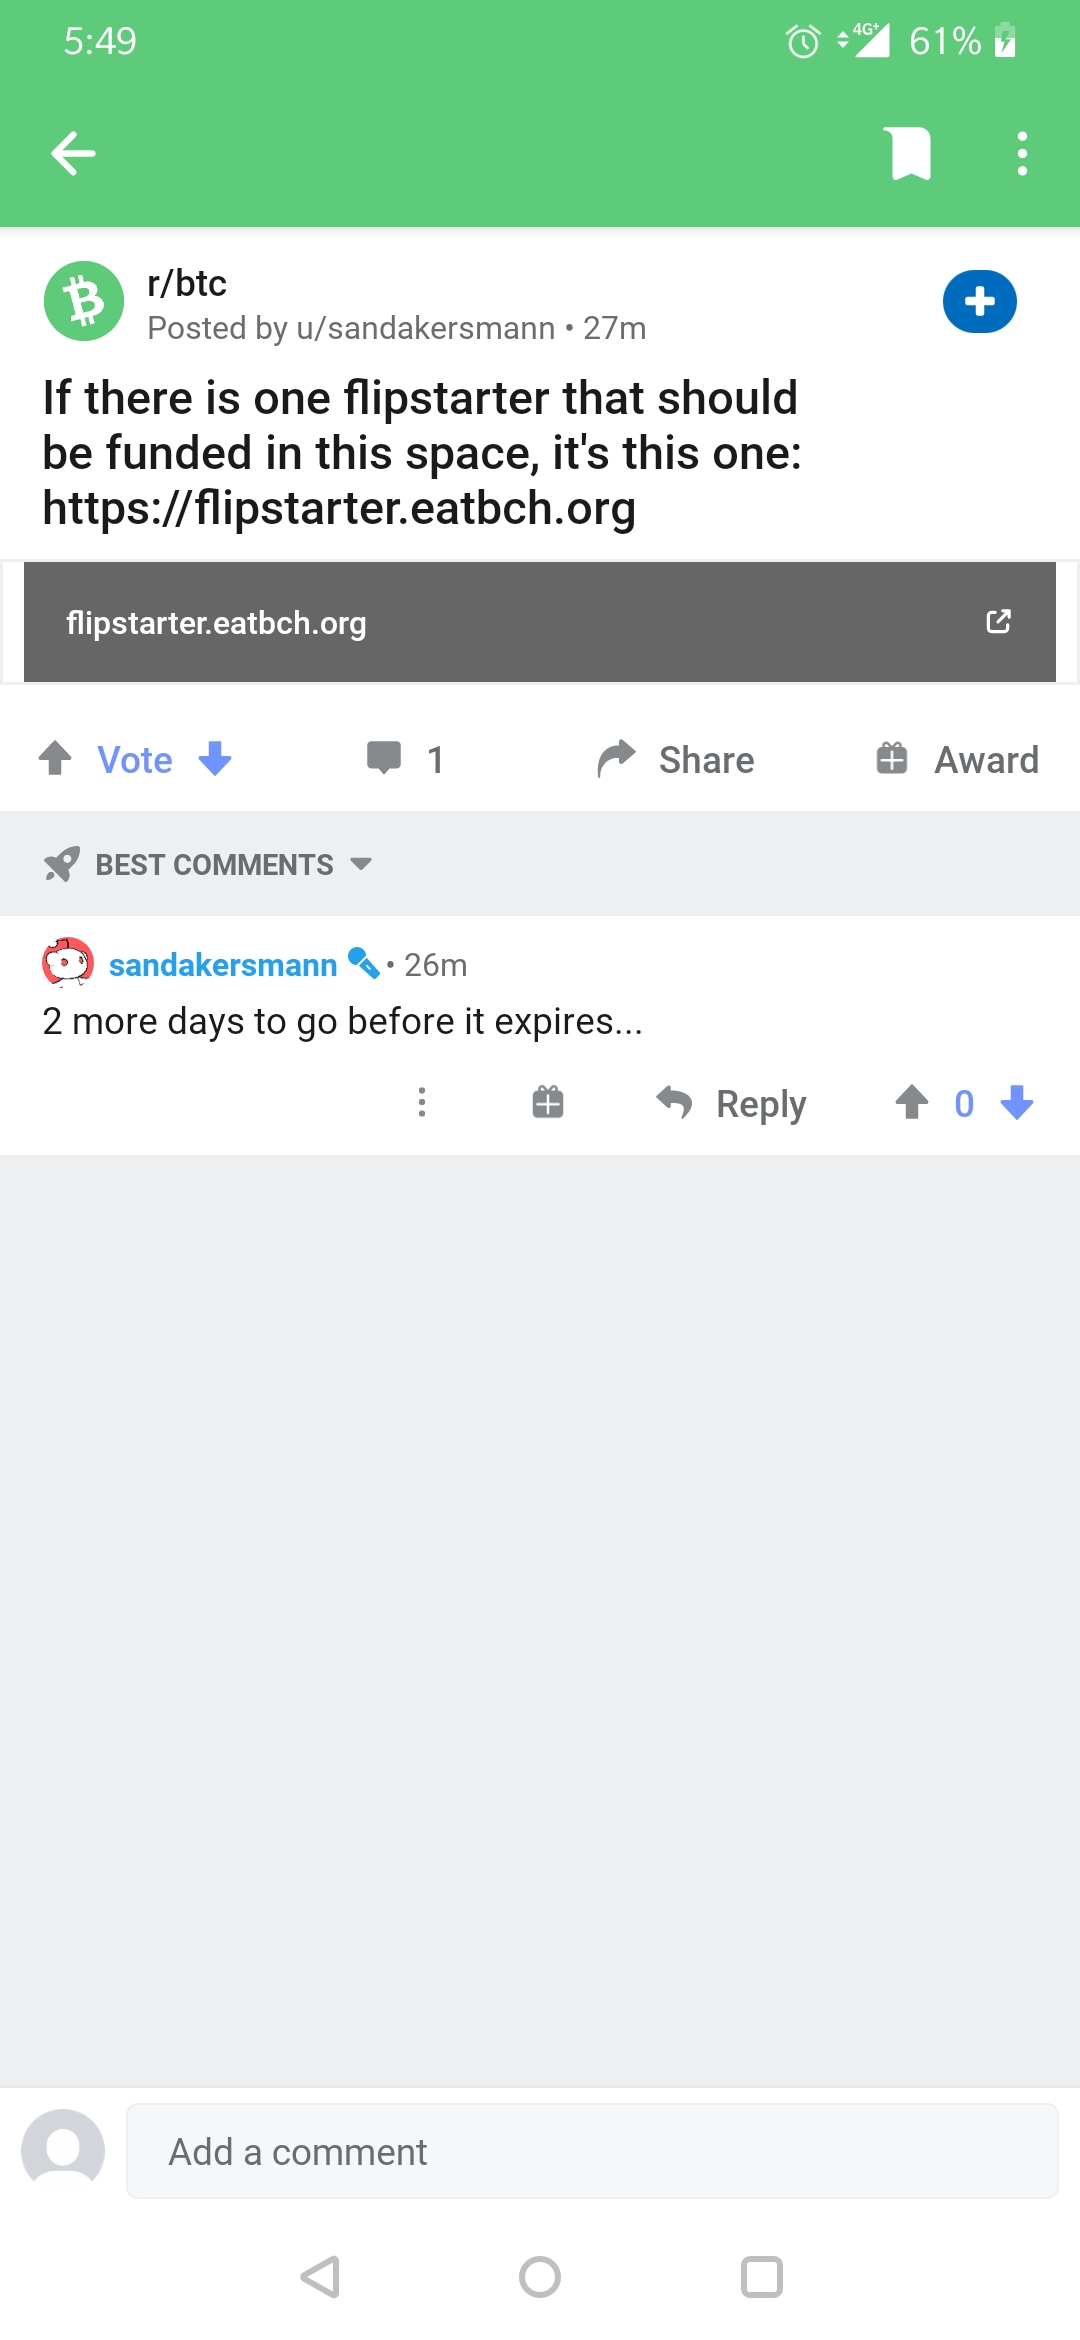 5:49
4G+ 61%
r/btc
Posted by u/sandakersmann • 27m
If there is one flipstarter that should
be funded in this space, it's this one:
https://flipstarter.eatbch.org
flipstarter.eatbch.org
Vote 1 Share Award
BEST COMMENTS
sandakersmann • 26m
2 more days to go before it expires...
Reply 0
Add a comment